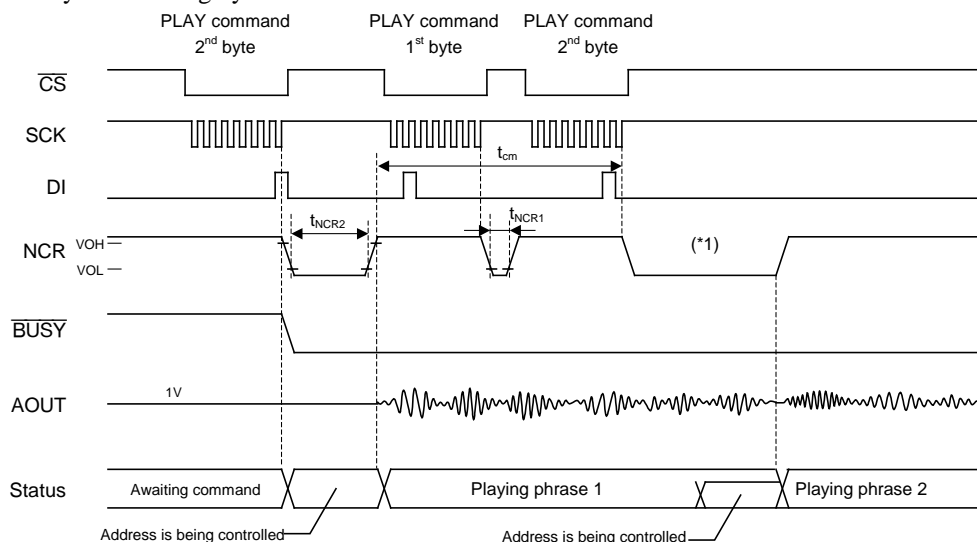 PLAY command
2nd byte
PLAY command
1st byte
PLAY command
2nd byte
CS
SCK
tcm
DI
tNCR2
tNCR1
VOH
NCR
(*1)
VOL
BUSY
1V
AOUT
Status
Awaiting command
Playing phrase 1
Playing phrase 2
Address is being controlled
Address is being controlled